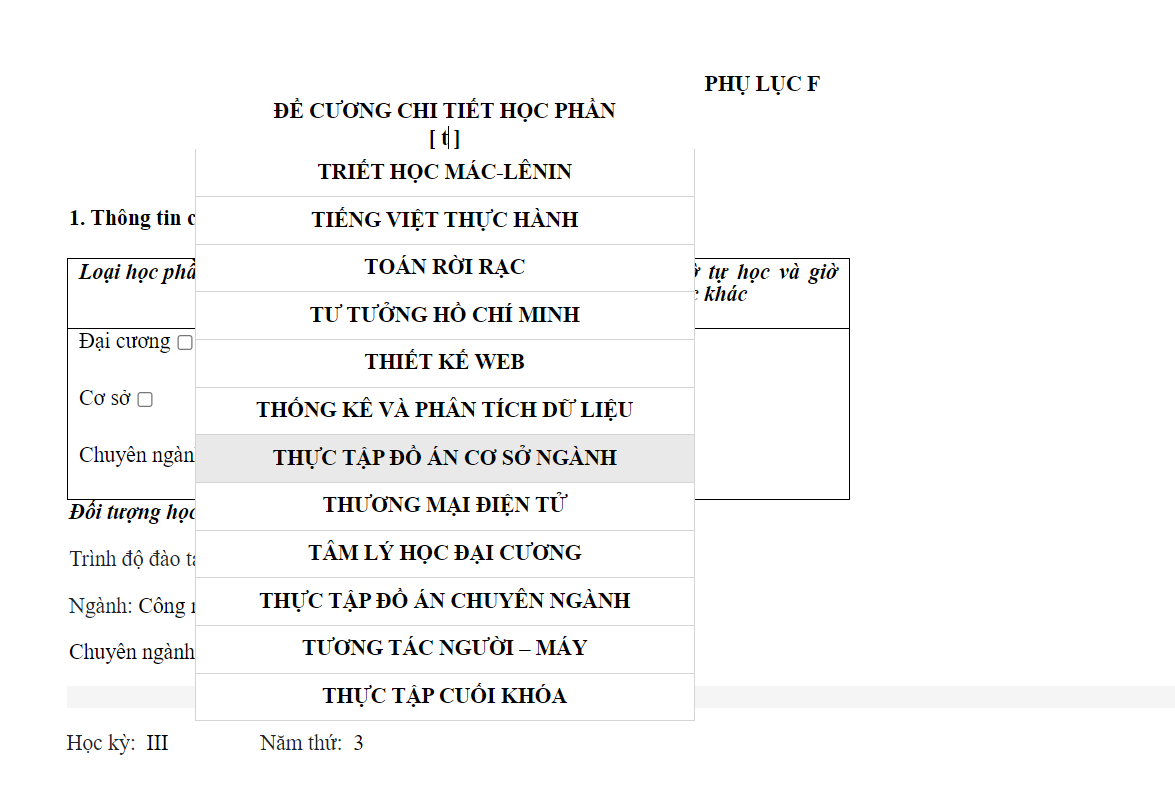 PHỤ LỤC F
ĐỀ CƯƠNG CHI TIẾT HỌC PHẦN
[ t ]
TRIẾT HỌC MÁC-LÊNIN
TIẾNG VIỆT THỰC HÀNH
TOÁN RỜI RẠC
TƯ TƯỞNG HỒ CHÍ MINH
THIẾT KẾ WEB
THỐNG KÊ VÀ PHÂN TÍCH DỮ LIỆU
THỰC TẬP ĐỒ ÁN CƠ SỞ NGÀNH
THƯƠNG MẠI ĐIỆN TỬ
TÂM LÝ HỌC ĐẠI CƯƠNG
THỰC TẬP ĐỒ ÁN CHUYÊN NGÀNH
TƯƠNG TÁC NGƯỜI – MÁY
THỰC TẬP CUỐI KHÓA
1. Thông tin
Loại học
tự học và giờ
khác
Đại cương
Cơ sở
Chuyên
Đối tượng
Trình độ đào
Ngành: Công
Chuyên ngành
Học kỳ: III Năm thứ: 3